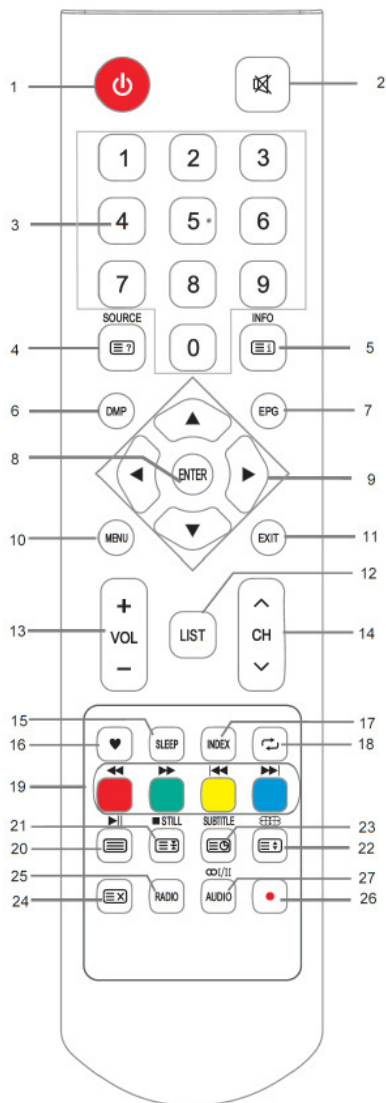 1
2
1 2 3
3
4 5 6
7 8 9
SOURCE INFO
4
0
5
6
DMP
EPG
7
8
ENTER
9
10
MENU
EXIT
11
12
+
13
VOL
−
LIST
CH
14
15
17
16
SLEEP
INDEX
18
19
21
STILL
SUBTITLE
23
20
22
25
I/II
27
24
RADIO
AUDIO
26